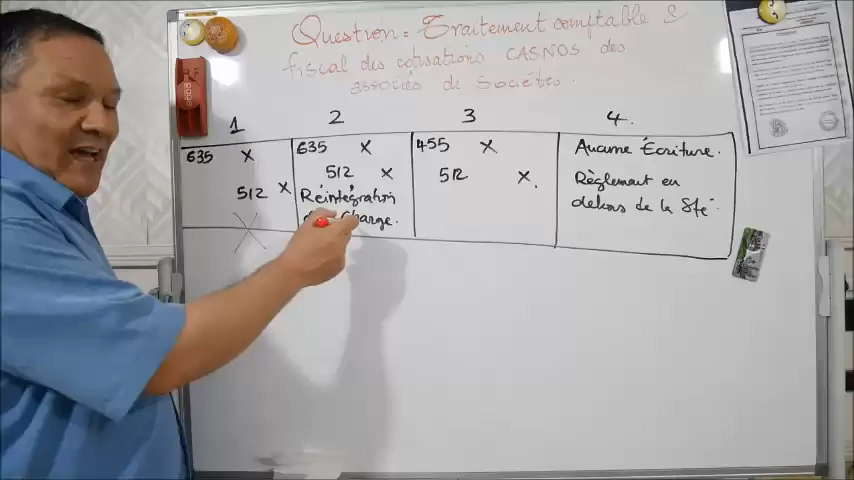 Question = Traitement comptable &
fiscal des cotisations CASNOS des
associés de Sociétés.
1 2 3 4.
635 X
512 X
635 X
512 X
Réintégration
Charge.
455 X
512 X.
Aucune Écriture.
Règlement en
dehors de la Sté